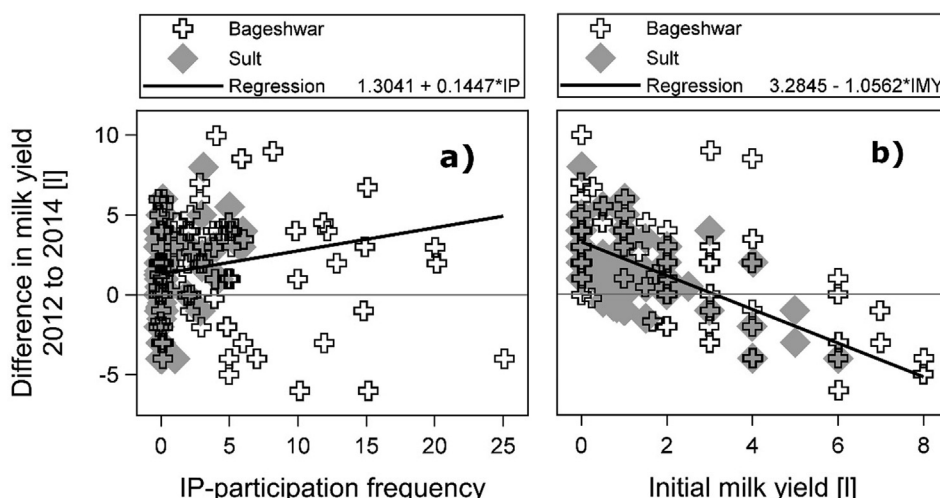 Bageshwar
Sult
Regression 1.3041 + 0.1447*IP
Bageshwar
Sult
Regression 3.2845 - 1.0562*IMY
Difference in milk yield
2012 to 2014 [l]
10
5
0
-5
a)
0 5 10 15 20 25
IP-participation frequency
b)
0 2 4 6 8
Initial milk yield [l]